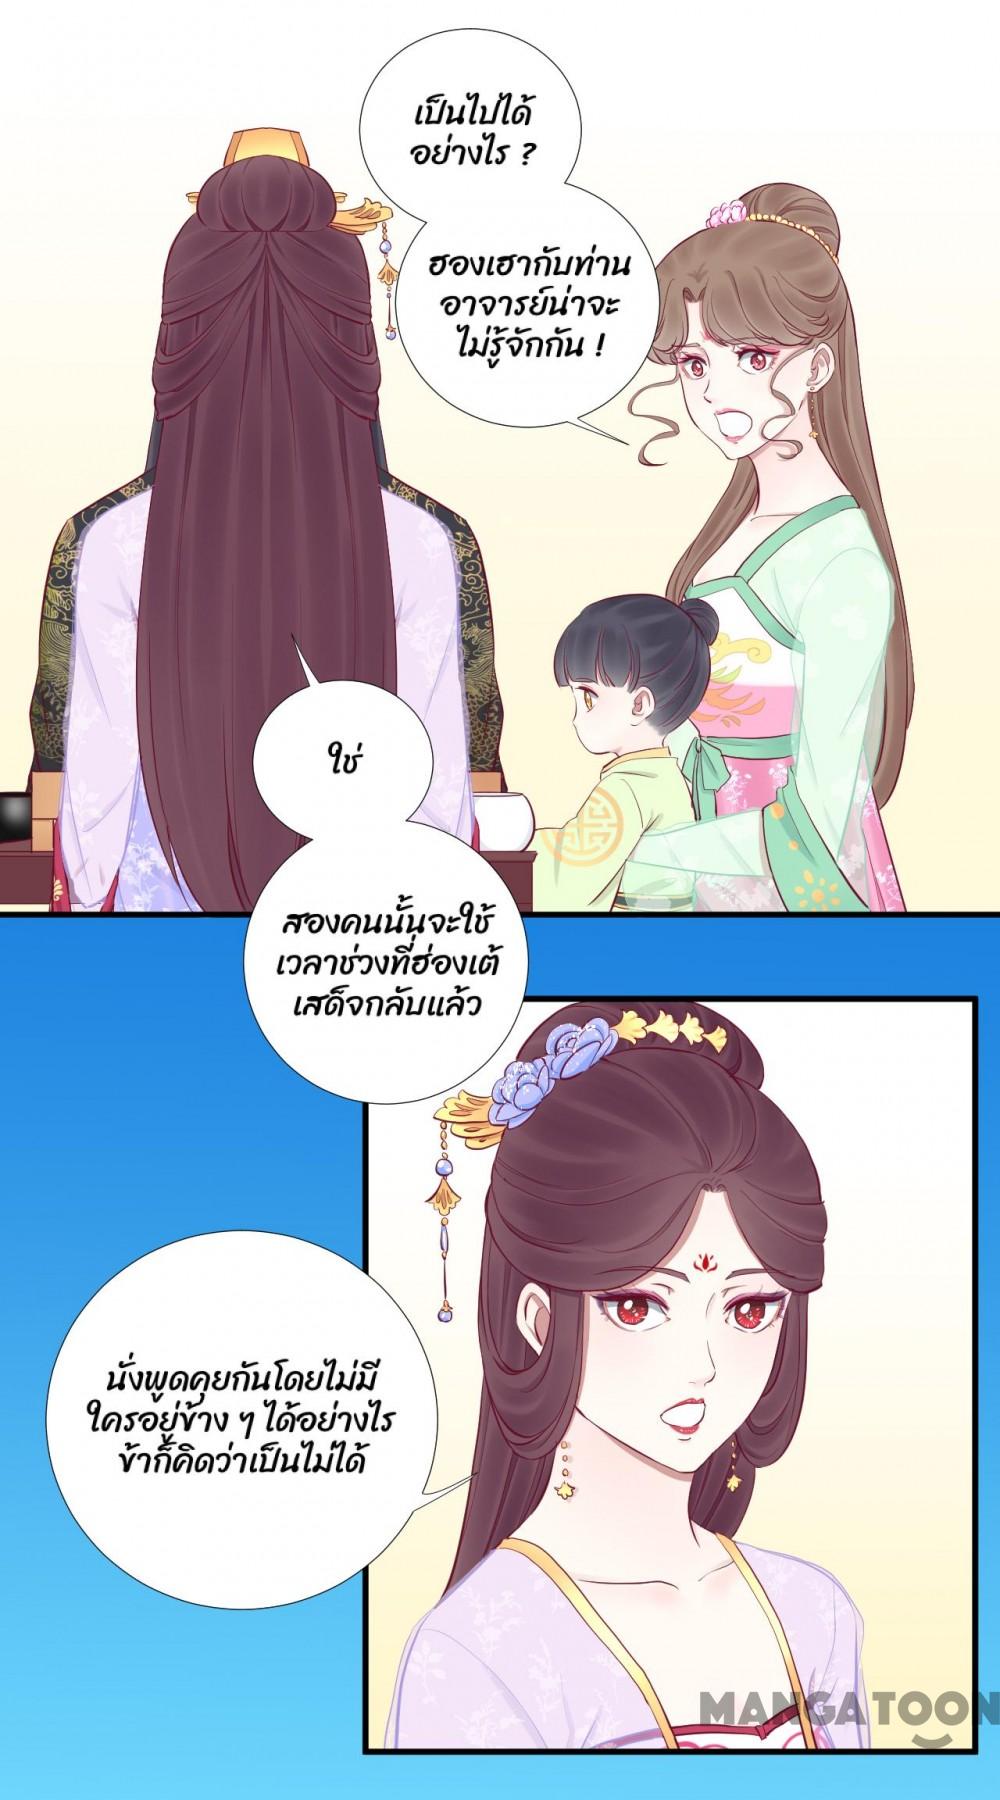 เป็นไปได้
อย่างไร ?
ฮองเฮากับท่าน
อาจารย์น่าจะ
ไม่รู้จักกัน !
ใช่
สองคนนั้นจะใช้
เวลาช่วงที่ฮ่องเต้
เสด็จกลับแล้ว
นั่งพูดคุยกันโดยไม่มี
ใครอยู่ข้าง ๆ ได้อย่างไร
ข้าก็คิดว่าเป็นไม่ได้
MANGATOON